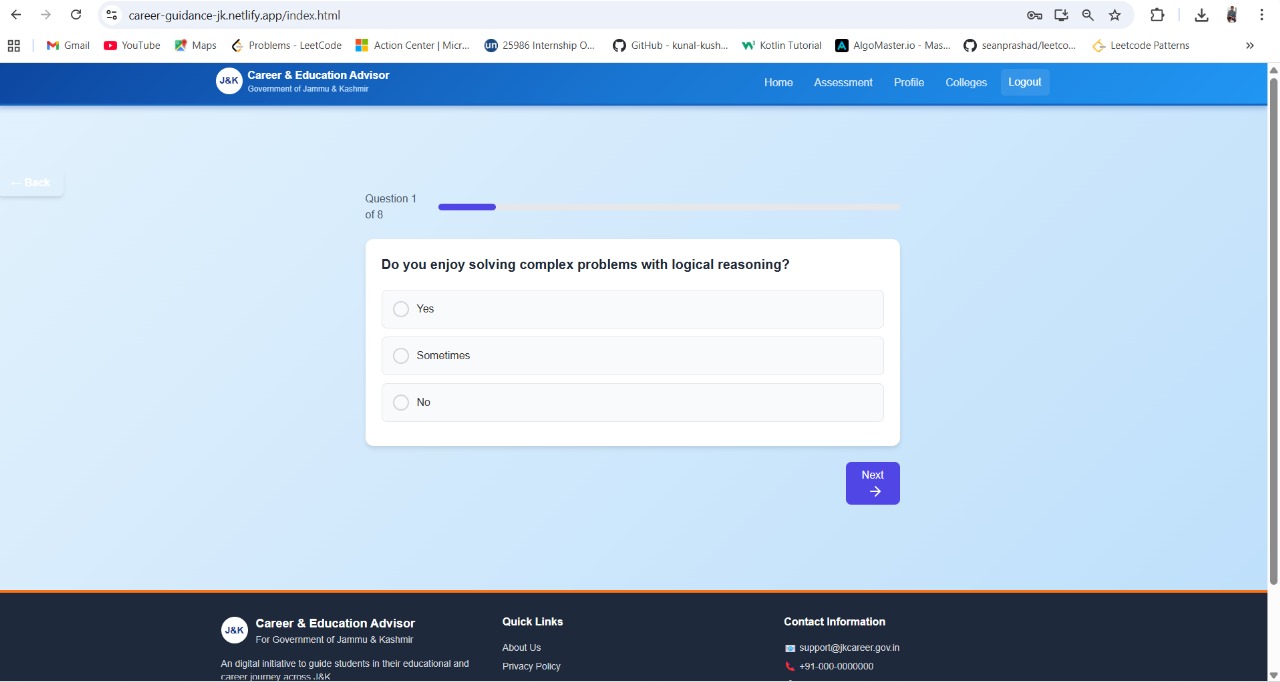 career-guidance-jk.netlify.app/index.html
Gmail
YouTube
Maps
Problems - LeetCode
Action Center | Micr...
un
25986 Internship O...
GitHub - kunal-kush...
Kotlin Tutorial
AlgoMaster.io - Mas...
seanprashad/leetco...
Leetcode Patterns
»
J&K
Career & Education Advisor
Government of Jammu & Kashmir
Home
Assessment
Profile
Colleges
Logout
← Back
Question 1
of 8
Do you enjoy solving complex problems with logical reasoning?
Yes
Sometimes
No
Next
→
J&K
Career & Education Advisor
For Government of Jammu & Kashmir
An digital initiative to guide students in their educational and
career journey across J&K
Quick Links
About Us
Privacy Policy
Contact Information
support@jkcareer.gov.in
+91-000-0000000